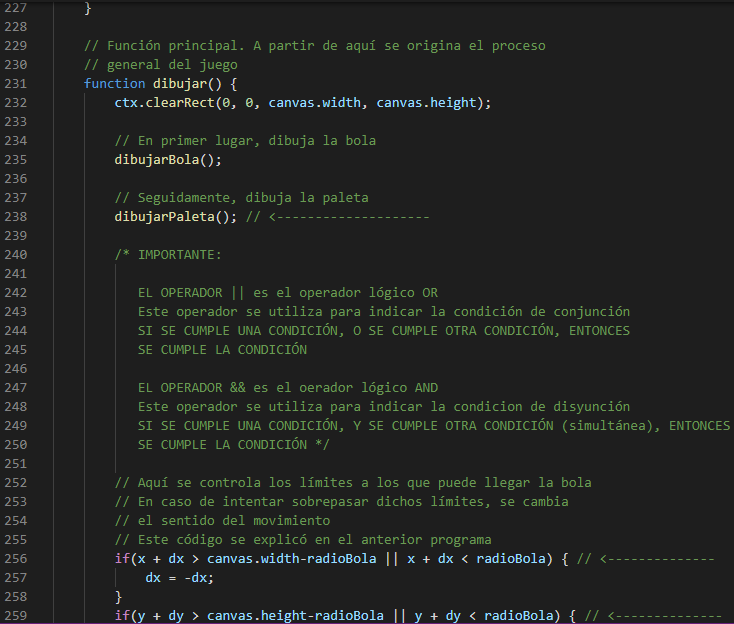 227 }
228
229 // Función principal. A partir de aquí se origina el proceso
230 // general del juego
231 function dibujar() {
232 ctx.clearRect(0, 0, canvas.width, canvas.height);
233
234 // En primer lugar, dibuja la bola
235 dibujarBola();
236
237 // Seguidamente, dibuja la paleta
238 dibujarPaleta(); // <--------------------
239
240 /* IMPORTANTE:
241
242 EL OPERADOR || es el operador lógico OR
243 Este operador se utiliza para indicar la condición de conjunción
244 SI SE CUMPLE UNA CONDICIÓN, O SE CUMPLE OTRA CONDICIÓN, ENTONCES
245 SE CUMPLE LA CONDICIÓN
246
247 EL OPERADOR && es el oerador lógico AND
248 Este operador se utiliza para indicar la condicion de disyunción
249 SI SE CUMPLE UNA CONDICIÓN, Y SE CUMPLE OTRA CONDICIÓN (simultánea), ENTONCES
250 SE CUMPLE LA CONDICIÓN */
251
252 // Aquí se controla los límites a los que puede llegar la bola
253 // En caso de intentar sobrepasar dichos límites, se cambia
254 // el sentido del movimiento
255 // Este código se explicó en el anterior programa
256 if(x + dx > canvas.width-radioBola || x + dx < radioBola) { // <--------------
257 dx = -dx;
258 }
259 if(y + dy > canvas.height-radioBola || y + dy < radioBola) { // <--------------